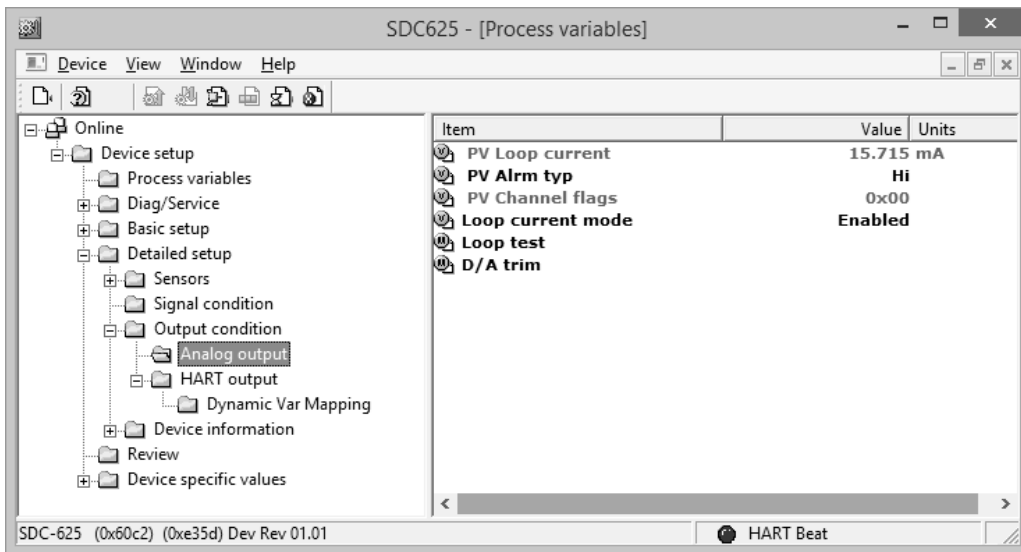 SDC625 - [Process variables]
Device View Window Help
Online
Device setup
Process variables
Diag/Service
Basic setup
Detailed setup
Sensors
Signal condition
Output condition
Analog output
HART output
Dynamic Var Mapping
Device information
Review
Device specific values
Item Value Units
PV Loop current 15.715 mA
PV Alrm typ Hi
PV Channel flags 0x00
Loop current mode Enabled
Loop test
D/A trim
SDC-625 (0x60c2) (0xe35d) Dev Rev 01.01
HART Beat